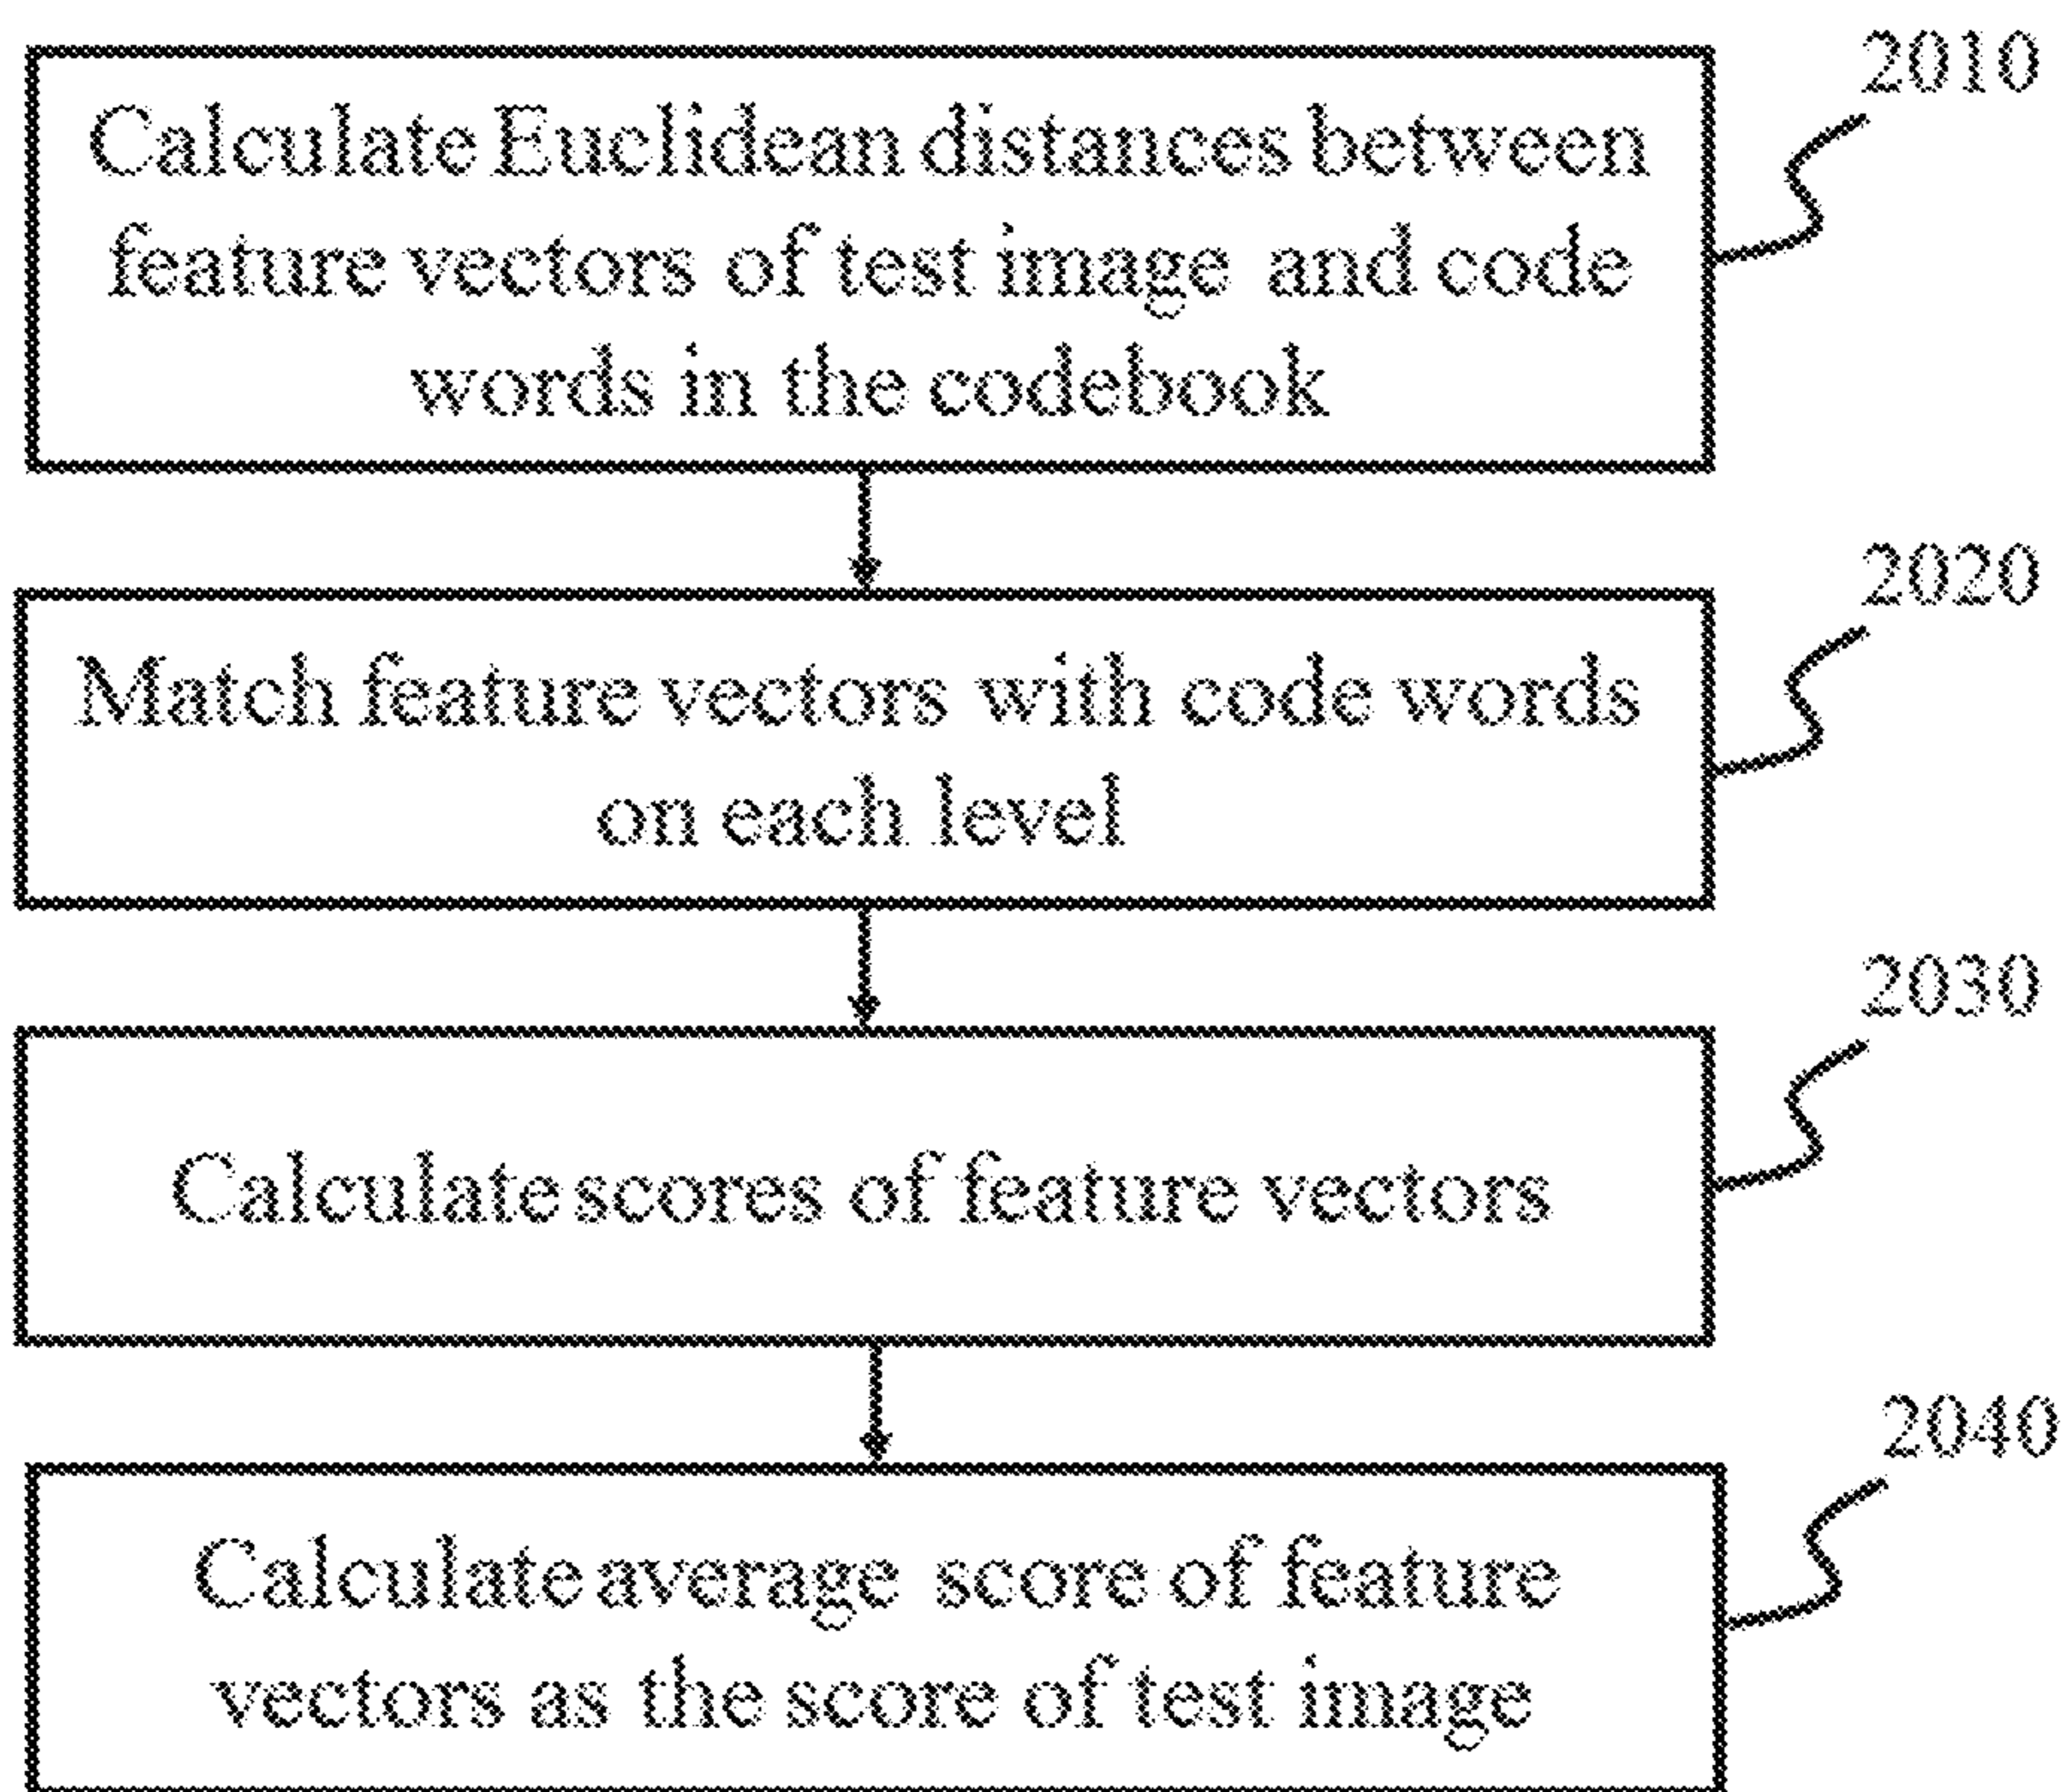 2010
Calculate Euclidean distances between
feature vectors of test image and code
words in the codebook
2020
Match feature vectors with code words
on each level
2030
Calculate scores of feature vectors
2040
Calculate average score of feature
vectors as the score of test image